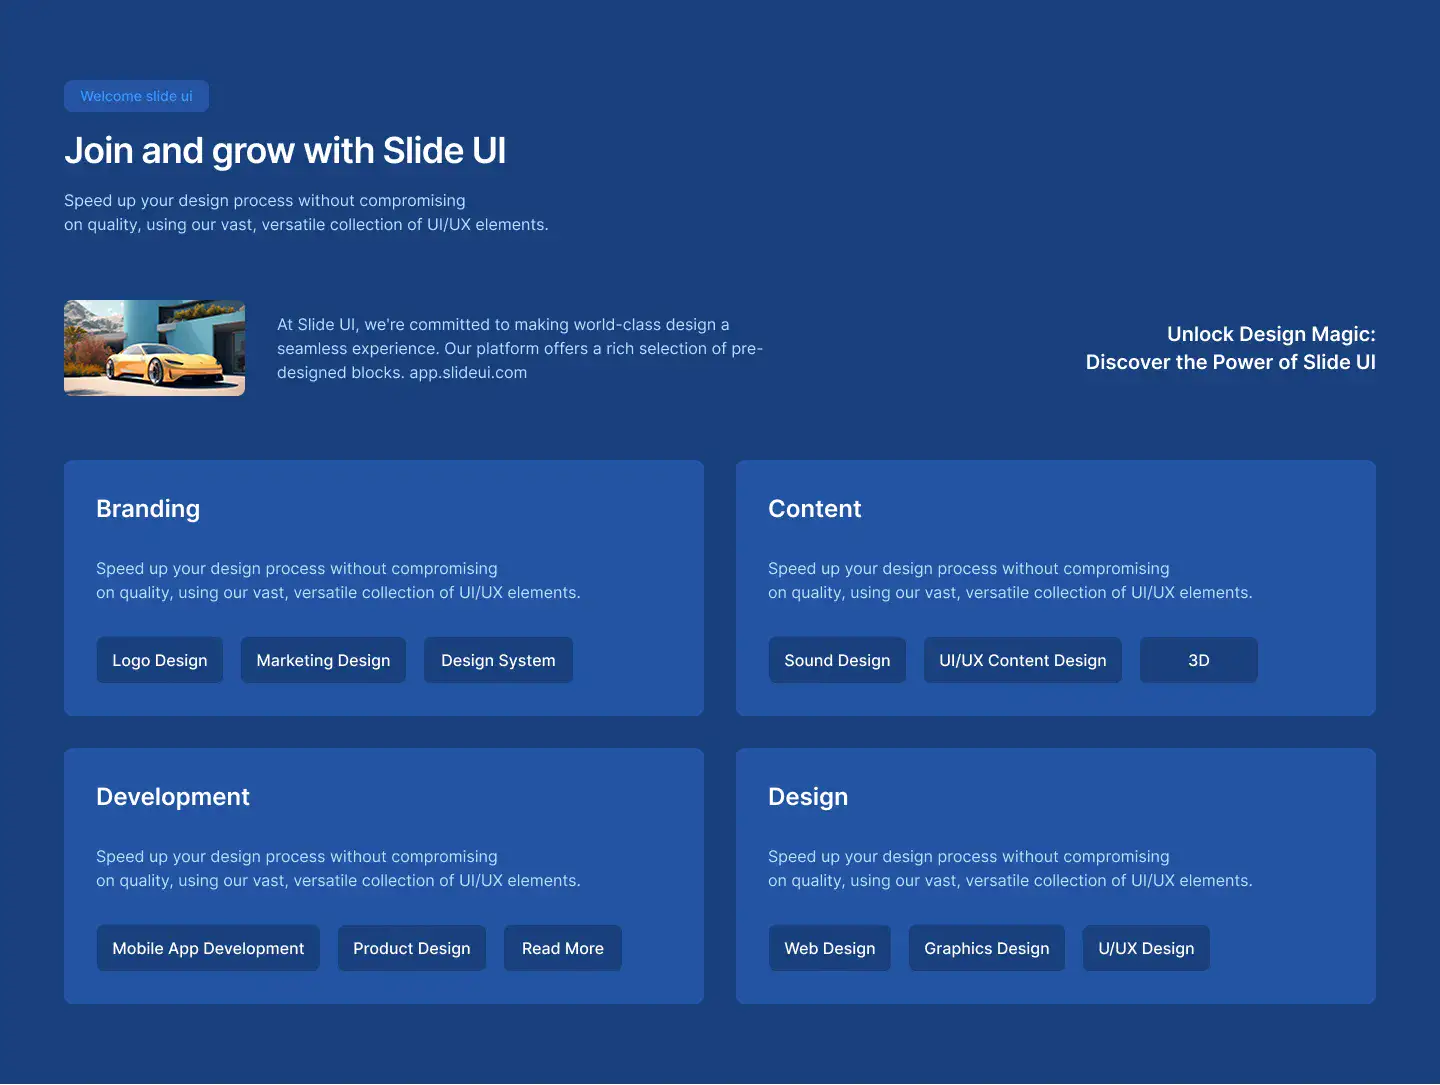 Welcome slide ui
Join and grow with Slide UI
Speed up your design process without compromising
on quality, using our vast, versatile collection of UI/UX elements.
At Slide UI, we're committed to making world-class design a
seamless experience. Our platform offers a rich selection of pre-
designed blocks. app.slideui.com
Unlock Design Magic:
Discover the Power of Slide UI
Branding
Speed up your design process without compromising
on quality, using our vast, versatile collection of UI/UX elements.
Logo Design
Marketing Design
Design System
Content
Speed up your design process without compromising
on quality, using our vast, versatile collection of UI/UX elements.
Sound Design
UI/UX Content Design
3D
Development
Speed up your design process without compromising
on quality, using our vast, versatile collection of UI/UX elements.
Mobile App Development
Product Design
Read More
Design
Speed up your design process without compromising
on quality, using our vast, versatile collection of UI/UX elements.
Web Design
Graphics Design
U/UX Design